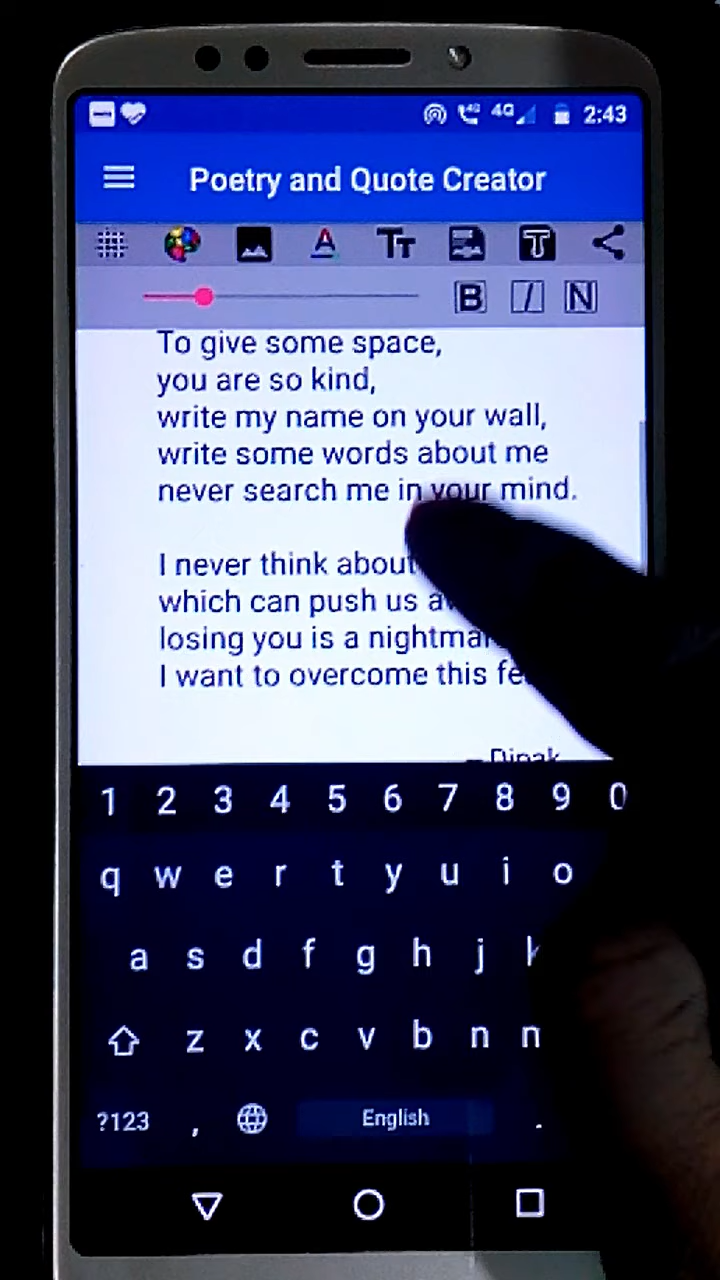 4G 2:43
Poetry and Quote Creator
A TT T
B I N
To give some space,
you are so kind,
write my name on your wall,
write some words about me
never search me in your mind.
I never think about
which can push us
losing you is a
I want to overcome this
Dipak
1 2 3 4 5 6 7 8 9 0
q w e r t y u i o
a s d f g h j k
z x c v b n
?123 , English .